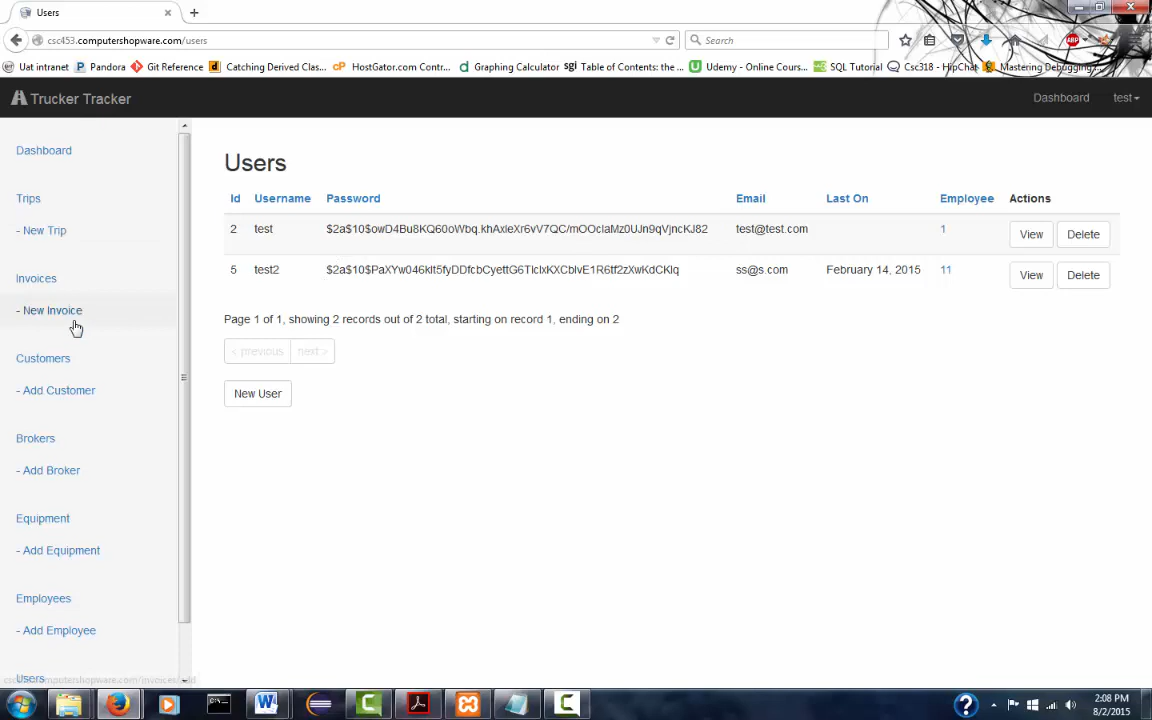 Users
csc453.computershopware.com/users
Search
Uat intranet Pandora Git Reference Catching Derived Clas... HostGator.com Contr... Graphing Calculator sgi Table of Contents: the ... Udemy - Online Cours... SQL Tutorial Csc318 - HipChat Mastering Debugging
Trucker Tracker Dashboard test
Dashboard
Trips
- New Trip
Invoices
- New Invoice
Customers
- Add Customer
Brokers
- Add Broker
Equipment
- Add Equipment
Employees
- Add Employee
Users
Users
Id Username Password Email Last On Employee Actions
2 test $2a$10$owD4Bu8KQ60oWbq.khAxleXr6vV7QC/mOOclaMz0UJn9qVjncKJ82 test@test.com 1 View Delete
5 test2 $2a$10$PaXYw046klt5fyDDfcbCyettG6TlclxKXCblvE1R6tf2zXwKdCKlq ss@s.com February 14, 2015 11 View Delete
Page 1 of 1, showing 2 records out of 2 total, starting on record 1, ending on 2
< previous next >
New User
csc453.computershopware.com/invoices/add
2:08 PM
8/2/2015